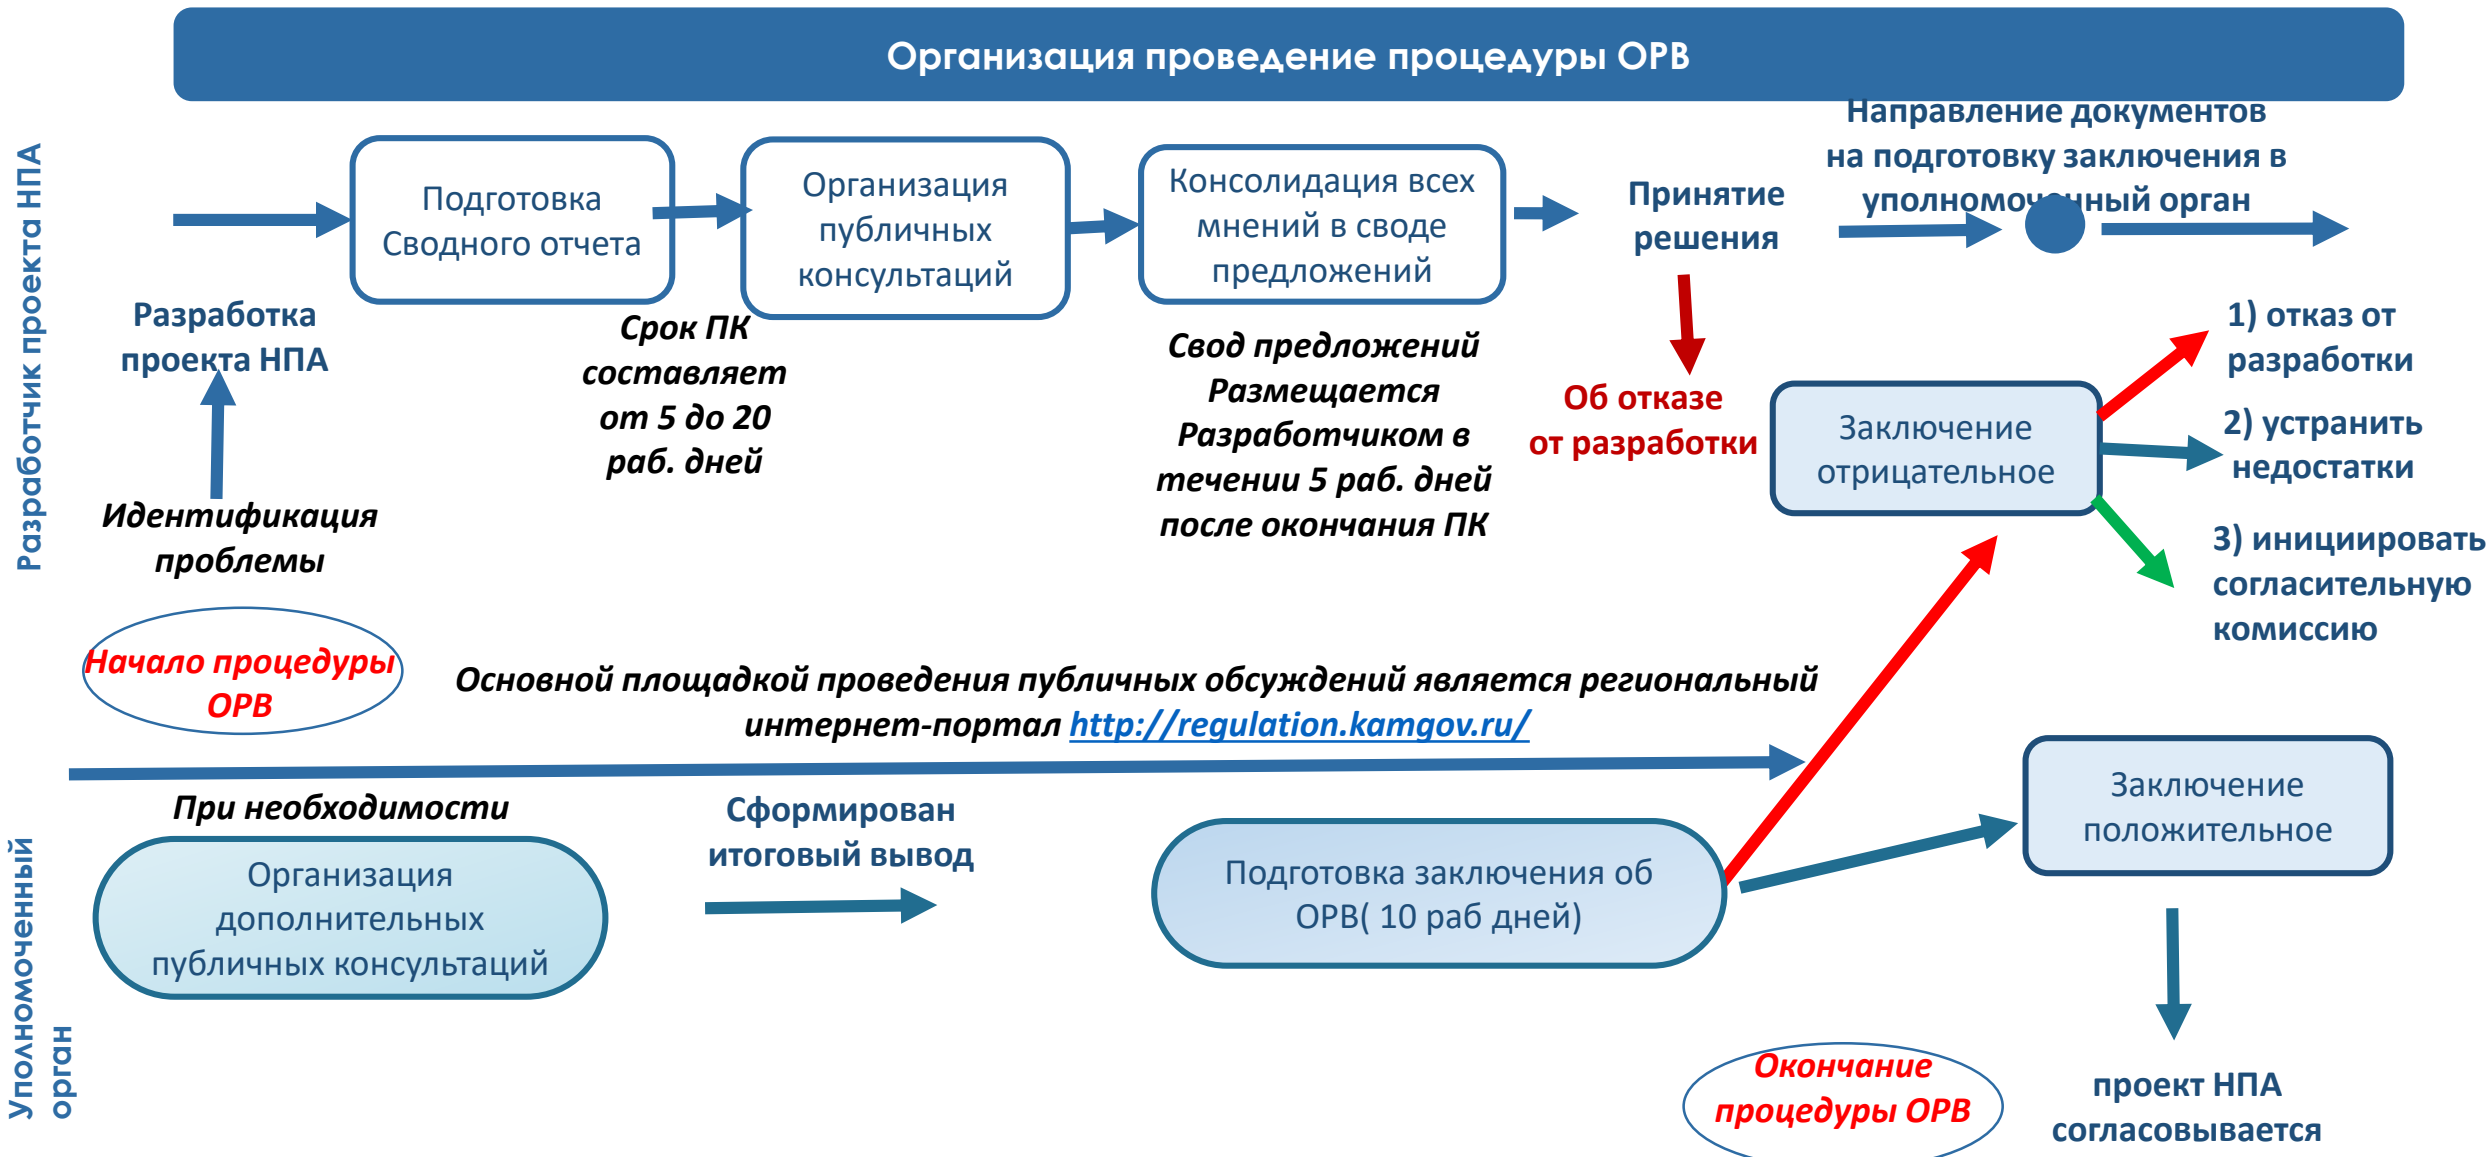 Организация проведение процедуры ОРВ
Разработчик проекта НПА
Подготовка
Сводного отчета
Организация
публичных
консультаций
Консолидация всех
мнений в своде
предложений
Принятие
решения
Направление документов
на подготовку заключения в
уполномоченный орган
Разработка
проекта НПА
Срок ПК
составляет
от 5 до 20
раб. дней
Свод предложений
Размещается
Разработчиком в
течении 5 раб. дней
после окончания ПК
Об отказе
от разработки
Заключение
отрицательное
1) отказ от
разработки
2) устранить
недостатки
3) инициировать
согласительную
комиссию
Идентификация
проблемы
Начало процедуры
ОРВ
Основной площадкой проведения публичных обсуждений является региональный
интернет-портал http://regulation.kamgov.ru/
Уполномоченный
орган
При необходимости
Организация
дополнительных
публичных консультаций
Сформирован
итоговый вывод
Подготовка заключения об
ОРВ( 10 раб дней)
Заключение
положительное
Окончание
процедуры ОРВ
проект НПА
согласовывается